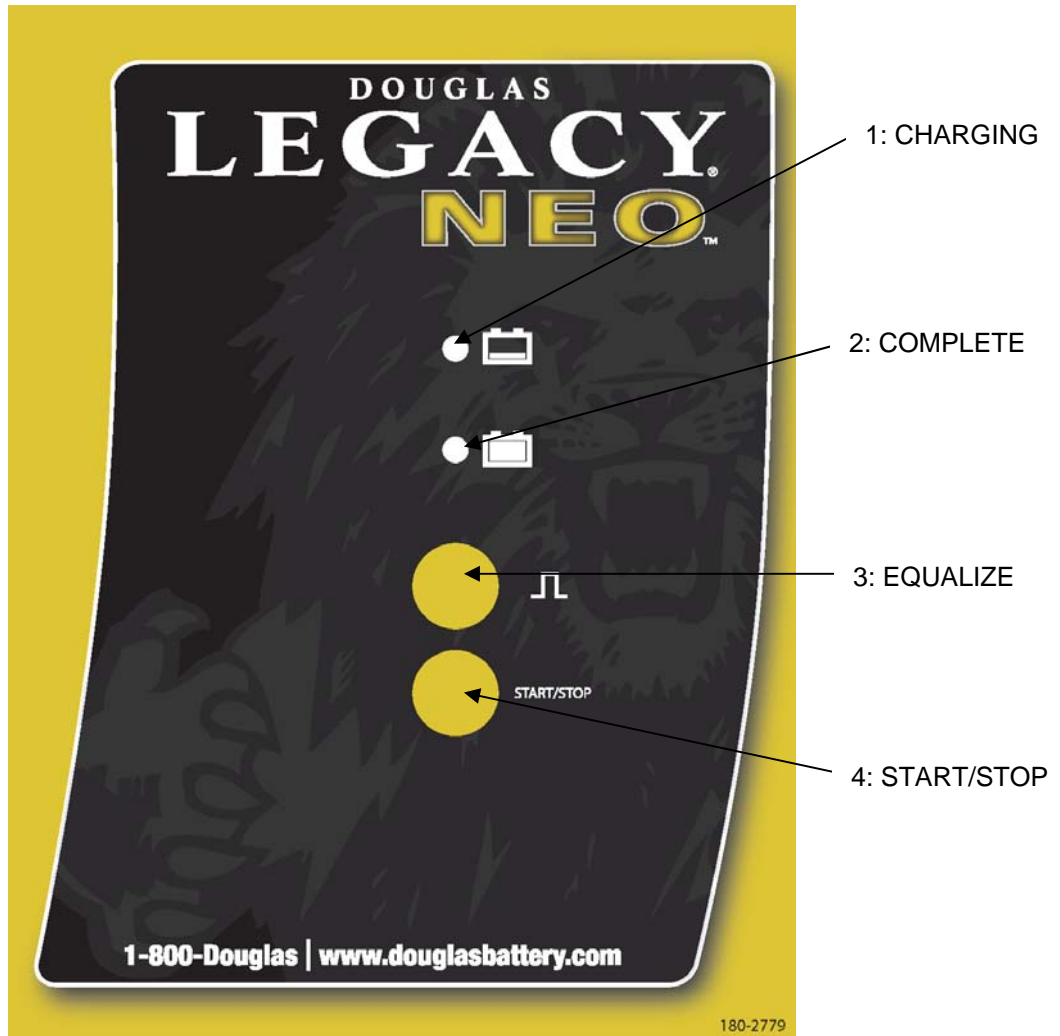 DOUGLAS
LEGACY®
NEO™
1: CHARGING
2: COMPLETE
3: EQUALIZE
START/STOP
4: START/STOP
1-800-Douglas | www.douglasbattery.com
180-2779